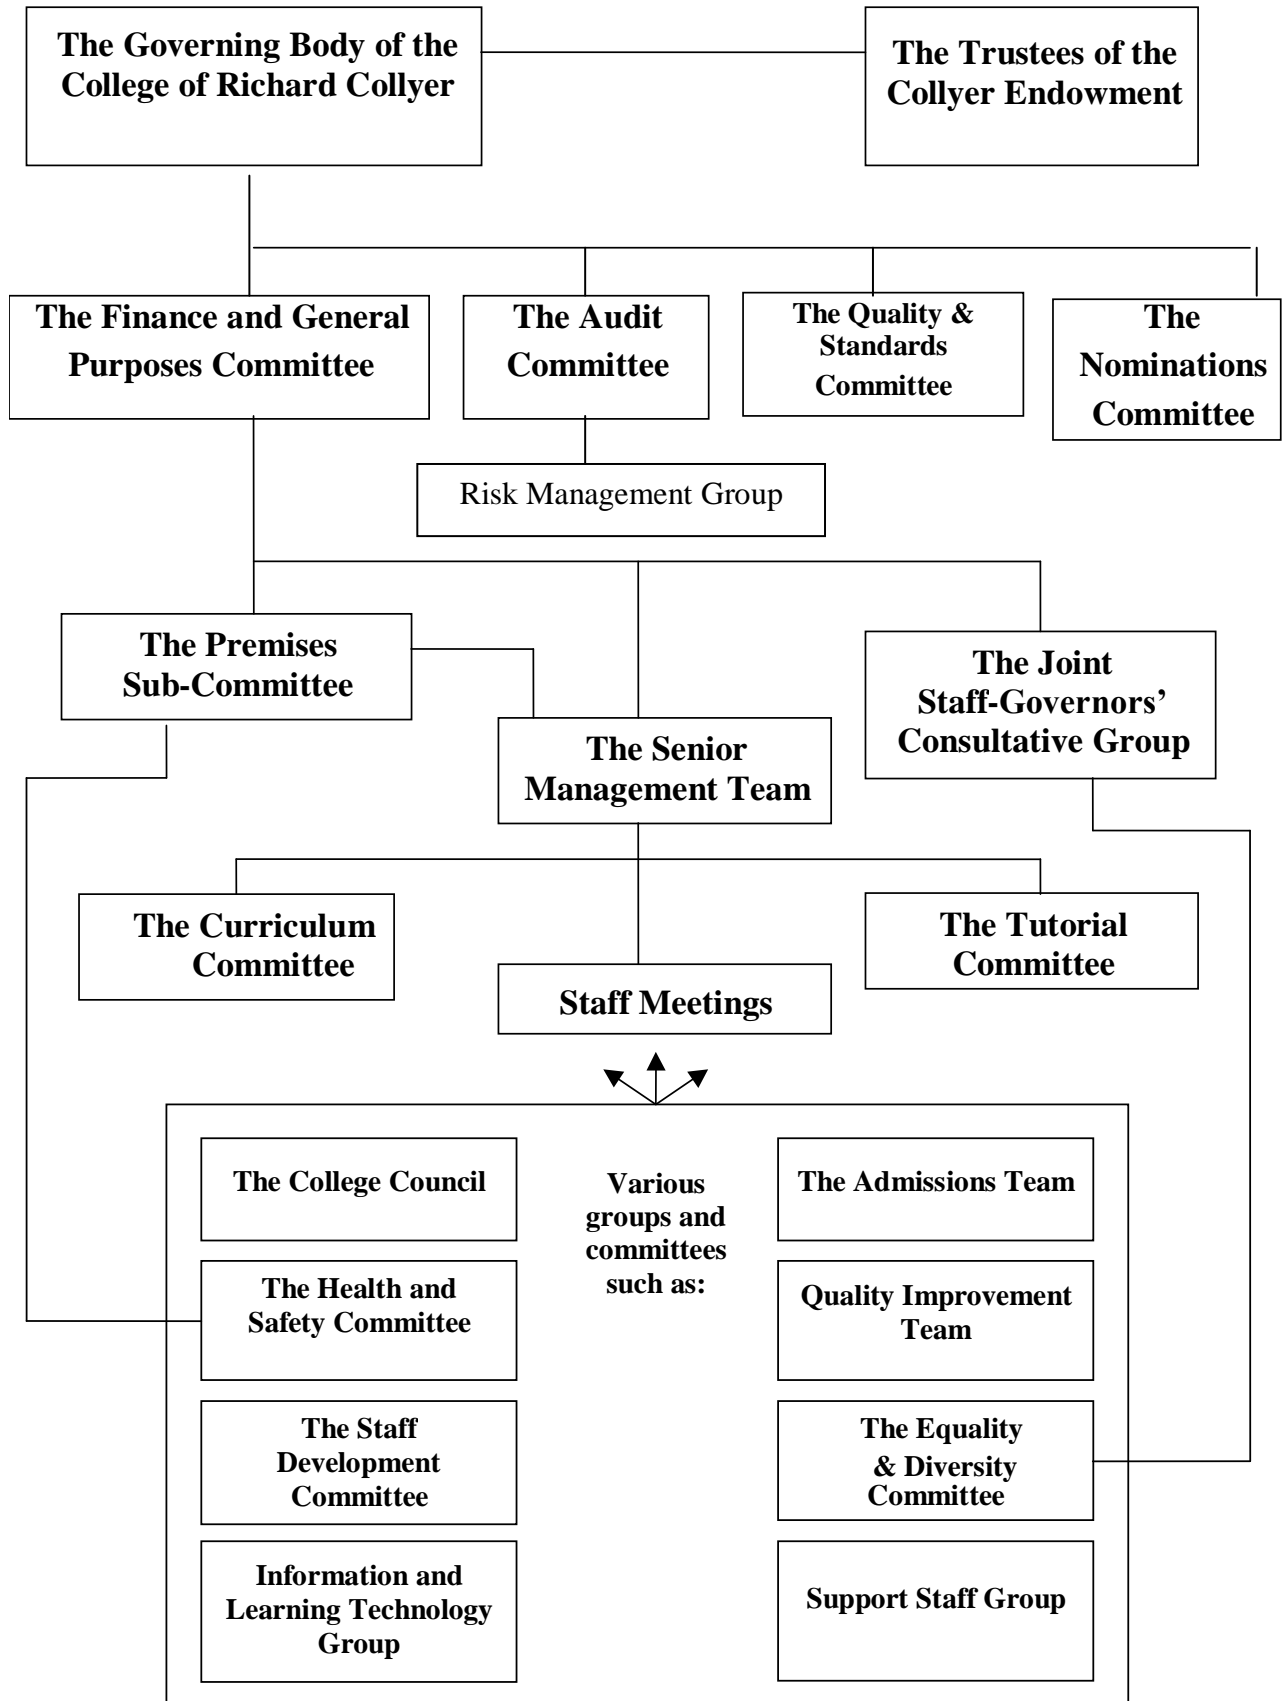 The Governing Body of the
College of Richard Collyer
The Trustees of the
Collyer Endowment
The Finance and General
Purposes Committee
The Audit
Committee
The Quality &
Standards
Committee
The
Nominations
Committee
Risk Management Group
The Premises
Sub-Committee
The Senior
Management Team
The Joint
Staff-Governors’
Consultative Group
The Curriculum
Committee
Staff Meetings
The Tutorial
Committee
The College Council
Various
groups and
committees
such as:
The Admissions Team
The Health and
Safety Committee
Quality Improvement
Team
The Staff
Development
Committee
The Equality
& Diversity
Committee
Information and
Learning Technology
Group
Support Staff Group